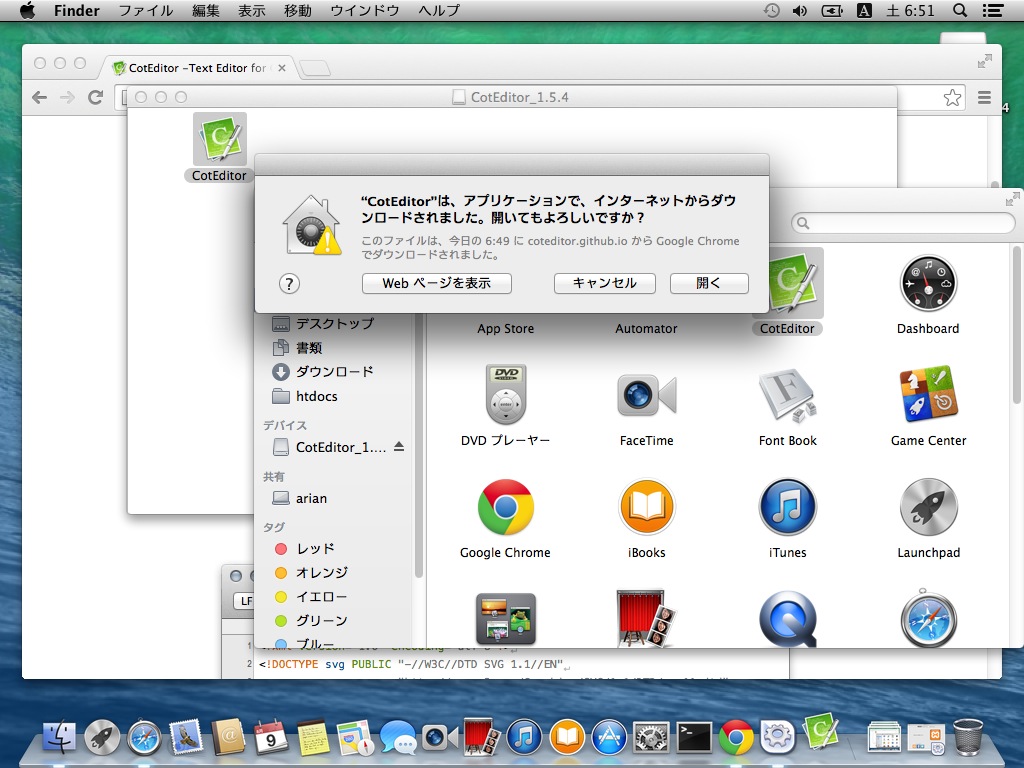 Finder ファイル 編集 表示 移動 ウインドウ ヘルプ A 土 6:51
CotEditor –Text Editor for
CotEditor_1.5.4
4
CotEditor
“CotEditor”は、アプリケーションで、インターネットからダウ
ンロードされました。開いてもよろしいですか？
このファイルは、今日の 6:49 に coteditor.github.io から Google Chrome
でダウンロードされました。
? Web ページを表示 キャンセル 開く
デスクトップ
書類
ダウンロード
htdocs
デバイス
CotEditor_1....
共有
arian
タグ
レッド
オレンジ
イエロー
グリーン
ブルー
App Store Automator CotEditor Dashboard
DVD プレーヤー FaceTime Font Book Game Center
Google Chrome iBooks iTunes Launchpad
LF
1
2 <!DOCTYPE svg PUBLIC "-//W3C//DTD SVG 1.1//EN"
9